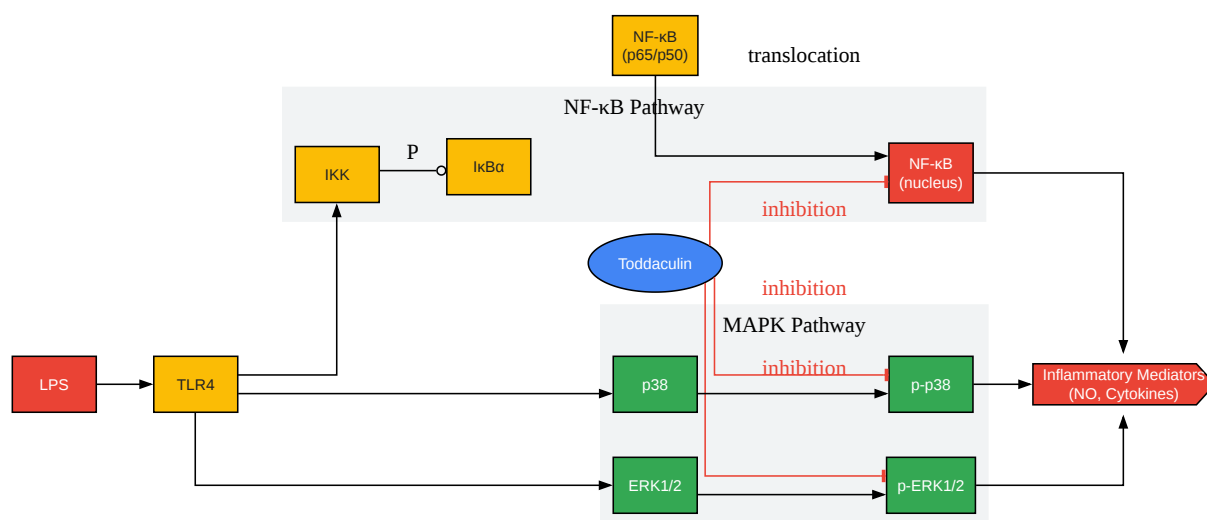 NF-κB
(p65/p50)
translocation
NF-κB Pathway
P
IKK
IκBα
NF-κB
(nucleus)
inhibition
Toddaculin
inhibition
MAPK Pathway
inhibition
LPS
TLR4
p38
p-p38
Inflammatory Mediators
(NO, Cytokines)
ERK1/2
p-ERK1/2